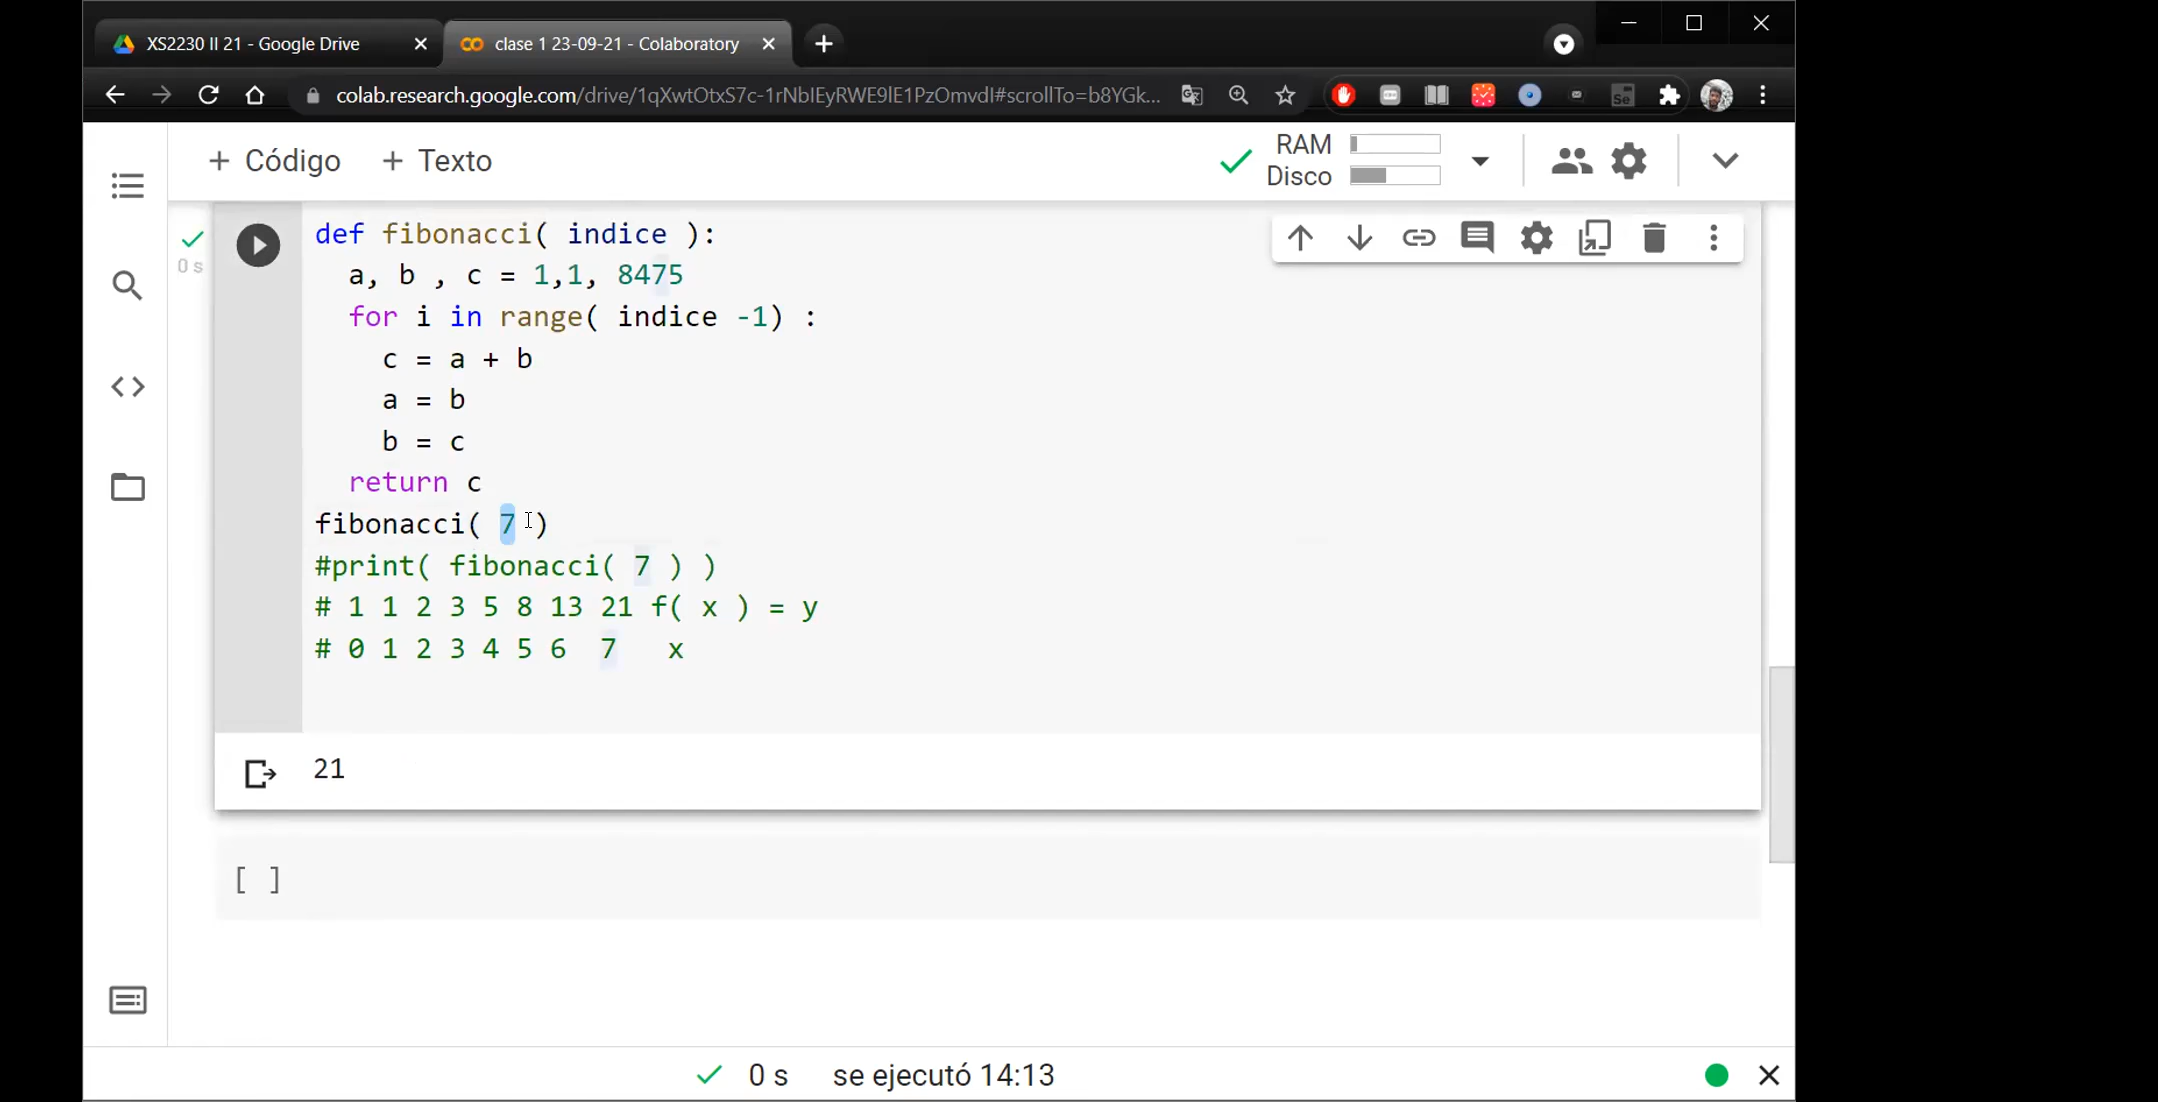 XS2230 II 21 - Google Drive
clase 1 23-09-21 - Colaboratory
colab.research.google.com/drive/1qXwtOtxS7c-1rNbIEyRWE9lE1PzOmvdI#scrollTo=b8YGk...
+ Código + Texto
RAM
Disco
0 s
def fibonacci( indice ):
  a, b , c = 1,1, 8475
  for i in range( indice -1) :
    c = a + b
    a = b
    b = c
  return c
fibonacci( 7 )
#print( fibonacci( 7 ) )
# 1 1 2 3 5 8 13 21 f( x ) = y
# 0 1 2 3 4 5 6  7   x
21
[ ]
0 s se ejecutó 14:13